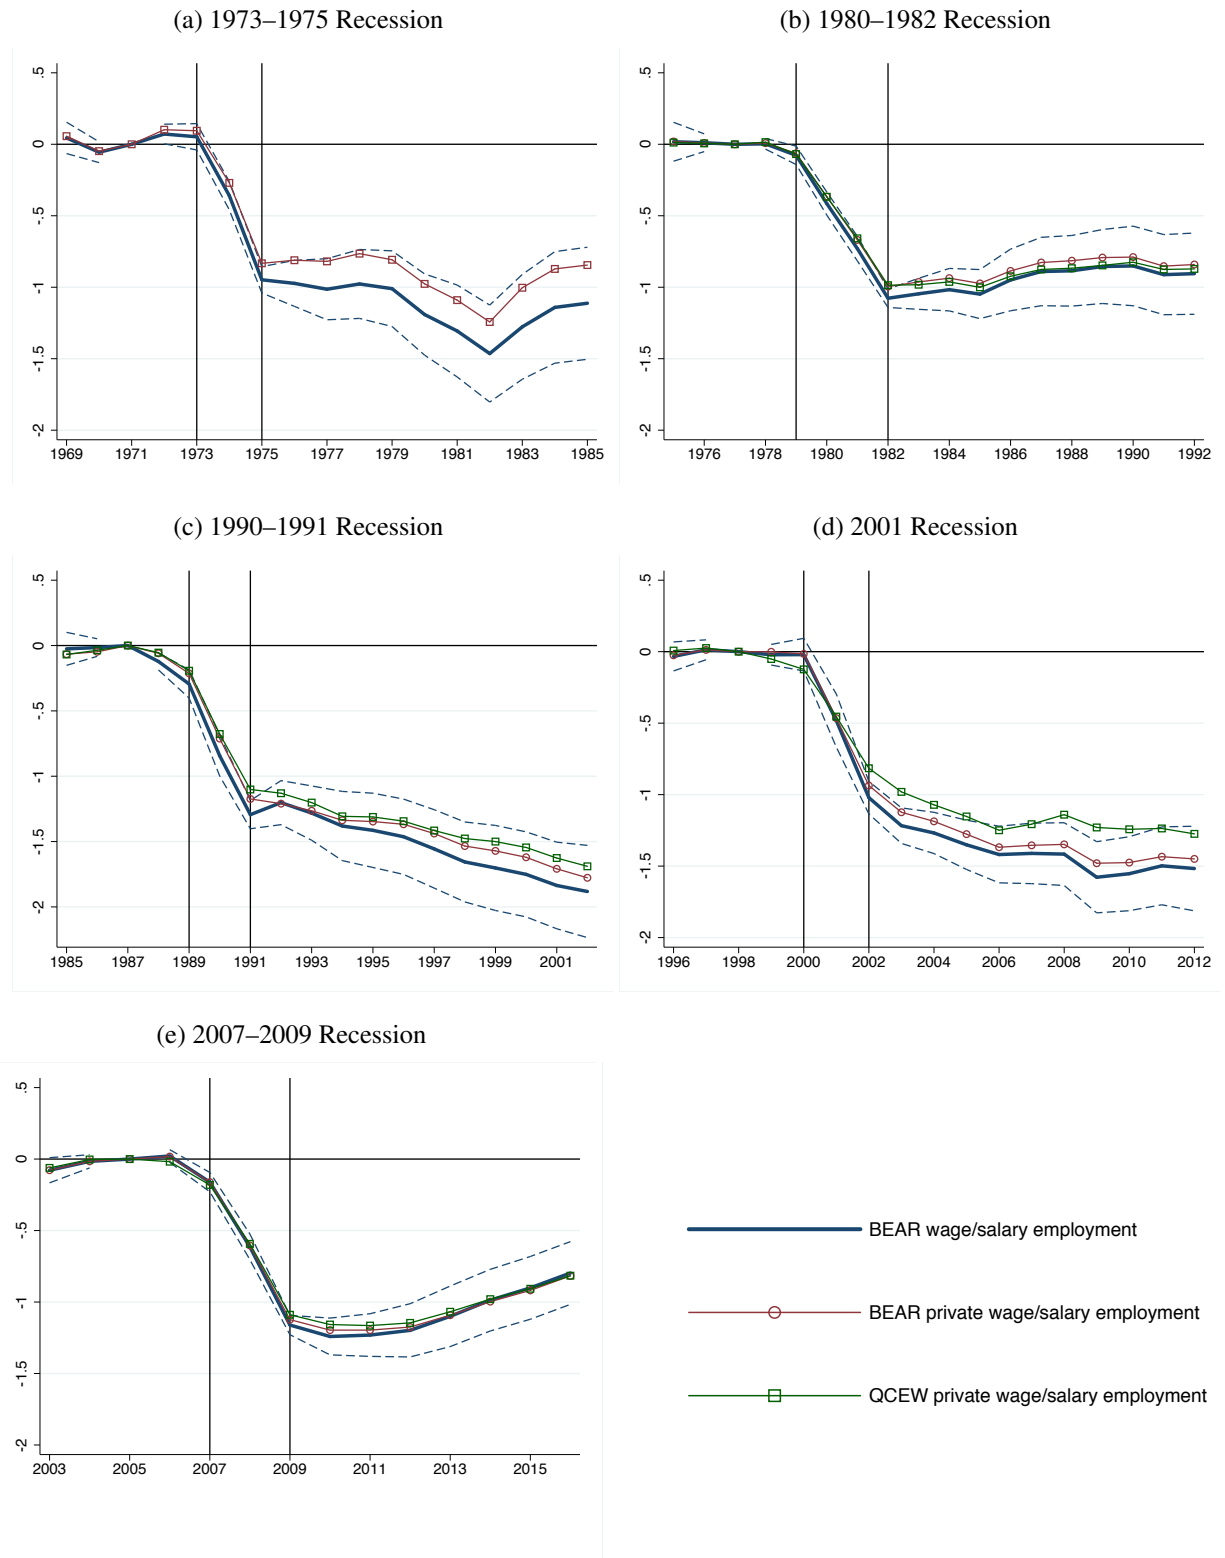 (a) 1973–1975 Recession
.5
0
-.5
-1
-1.5
-2
1969 1971 1973 1975 1977 1979 1981 1983 1985
(b) 1980–1982 Recession
.5
0
-.5
-1
-1.5
-2
1976 1978 1980 1982 1984 1986 1988 1990 1992
(c) 1990–1991 Recession
.5
0
-.5
-1
-1.5
-2
1985 1987 1989 1991 1993 1995 1997 1999 2001
(d) 2001 Recession
.5
0
-.5
-1
-1.5
-2
1996 1998 2000 2002 2004 2006 2008 2010 2012
(e) 2007–2009 Recession
.5
0
-.5
-1
-1.5
-2
2003 2005 2007 2009 2011 2013 2015
BEAR wage/salary employment
BEAR private wage/salary employment
QCEW private wage/salary employment